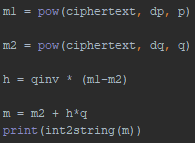 m1 = pow(ciphertext, dp, p)
m2 = pow(ciphertext, dq, q)
h = qinv * (m1-m2)
m = m2 + h*q
print(int2string(m))